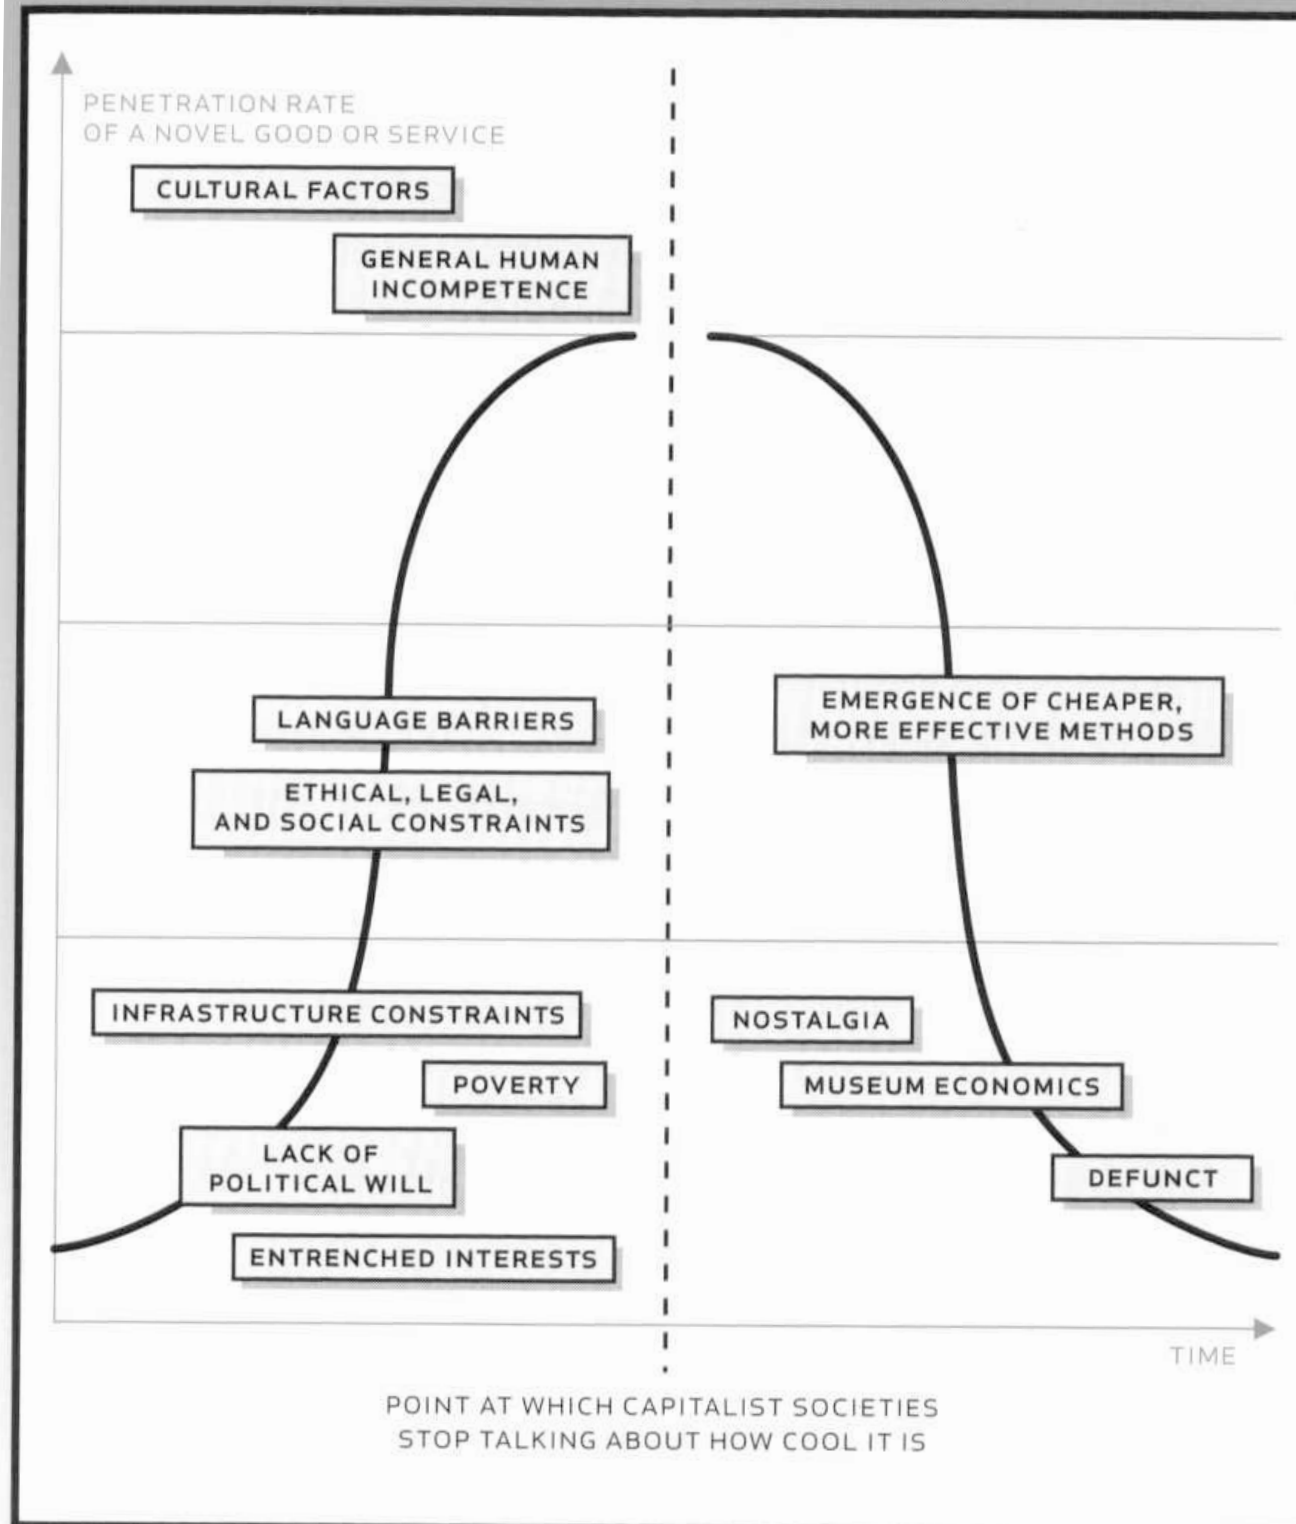 PENETRATION RATE
OF A NOVEL GOOD OR SERVICE
CULTURAL FACTORS
GENERAL HUMAN
INCOMPETENCE
LANGUAGE BARRIERS
ETHICAL, LEGAL,
AND SOCIAL CONSTRAINTS
EMERGENCE OF CHEAPER,
MORE EFFECTIVE METHODS
INFRASTRUCTURE CONSTRAINTS
NOSTALGIA
POVERTY
MUSEUM ECONOMICS
LACK OF
POLITICAL WILL
DEFUNCT
ENTRENCHED INTERESTS
TIME
POINT AT WHICH CAPITALIST SOCIETIES
STOP TALKING ABOUT HOW COOL IT IS